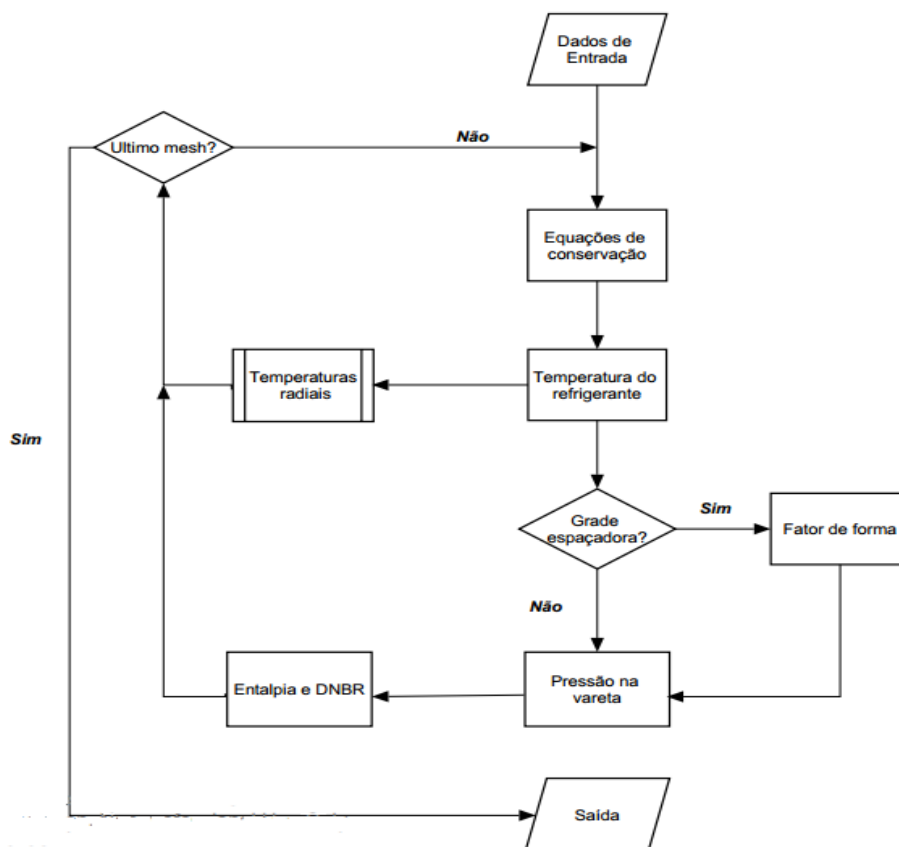 Dados de
Entrada
Ultimo mesh?
Não
Equações de
conservação
Temperaturas
radiais
Temperatura do
refrigerante
Sim
Grade
espaçadora?
Sim
Fator de forma
Não
Entalpia e DNBR
Pressão na
vareta
Saída